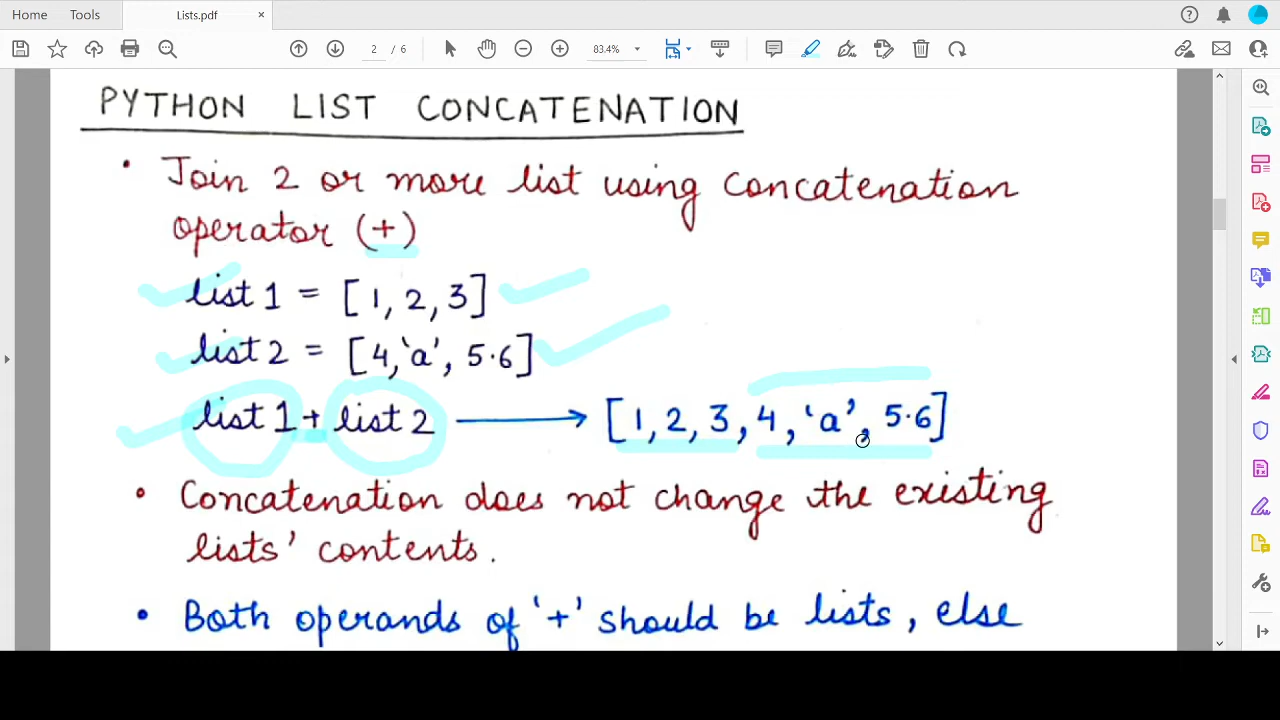 Home Tools Lists.pdf ×
2 / 6 83.4%
PYTHON LIST CONCATENATION
• Join 2 or more list using concatenation
operator (+)
list 1 = [1, 2, 3]
list 2 = [4, 'a', 5·6]
list 1 + list 2 → [1, 2, 3, 4, 'a', 5·6]
• Concatenation does not change the existing
lists' contents.
• Both operands of '+' should be lists, else